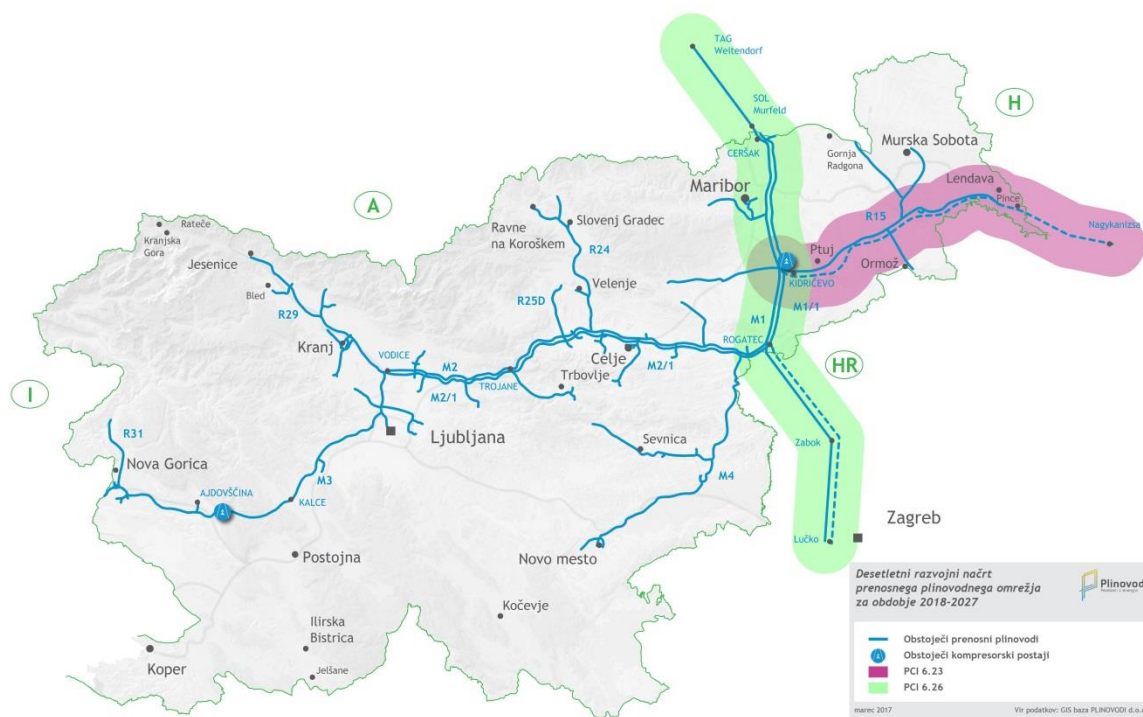 TAG
Weitendorf
SOL
Murfeld
CERŠAK
H
Gornja
Radgona
Murska Sobota
Maribor
Lendava
Pince
A
Rateče
Kranjska
Gora
Ravne
na Koroškem
Slovenj Gradec
R15
Nagykanizsa
Jesenice
R24
Ptuj
Ormož
Bled
Velenje
KIDRIČEVO
R29
R25D
M1
M1/1
Kranj
VODICE
ROGATEC
M2
Celje
M2/1
HR
TROJANE
I
M2/1
Trbovlje
R31
Ljubljana
Zabok
Sevnica
Nova Gorica
M3
M4
AJDOVŠČINA
KALCE
Zagreb
Lučko
Postojna
Novo mesto
Kočevje
Ilirska
Bistrica
Koper
Jelšane
Desetletni razvojni načrt
prenosnega plinovodnega omrežja
za obdobje 2018-2027
Plinovodi
Obstoječi prenosni plinovodi
Obstoječi kompresorski postaji
PCI 6.23
PCI 6.26
marec 2017
Vir podatkov: GIS baza PLINOVODI d.o.o.